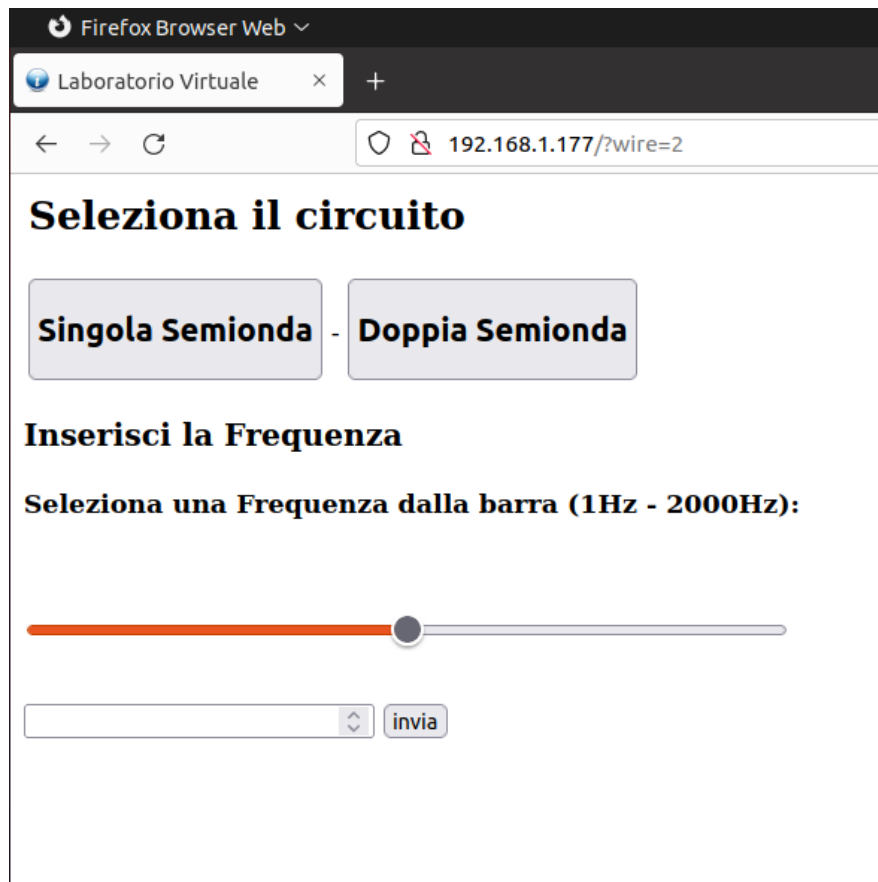 Firefox Browser Web
Laboratorio Virtuale
192.168.1.177/?wire=2
Seleziona il circuito
Singola Semionda - Doppia Semionda
Inserisci la Frequenza
Seleziona una Frequenza dalla barra (1Hz - 2000Hz):
invia